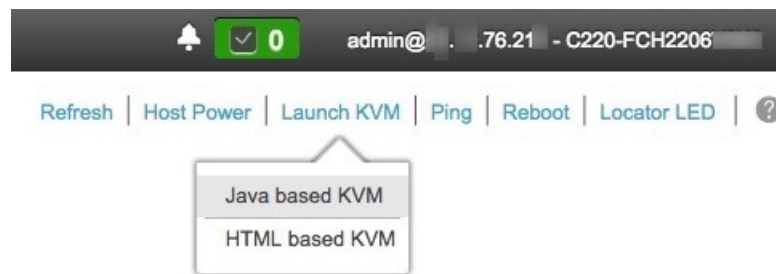 0 admin@ . .76.21 - C220-FCH2206
Refresh | Host Power | Launch KVM | Ping | Reboot | Locator LED | ?
Java based KVM
HTML based KVM